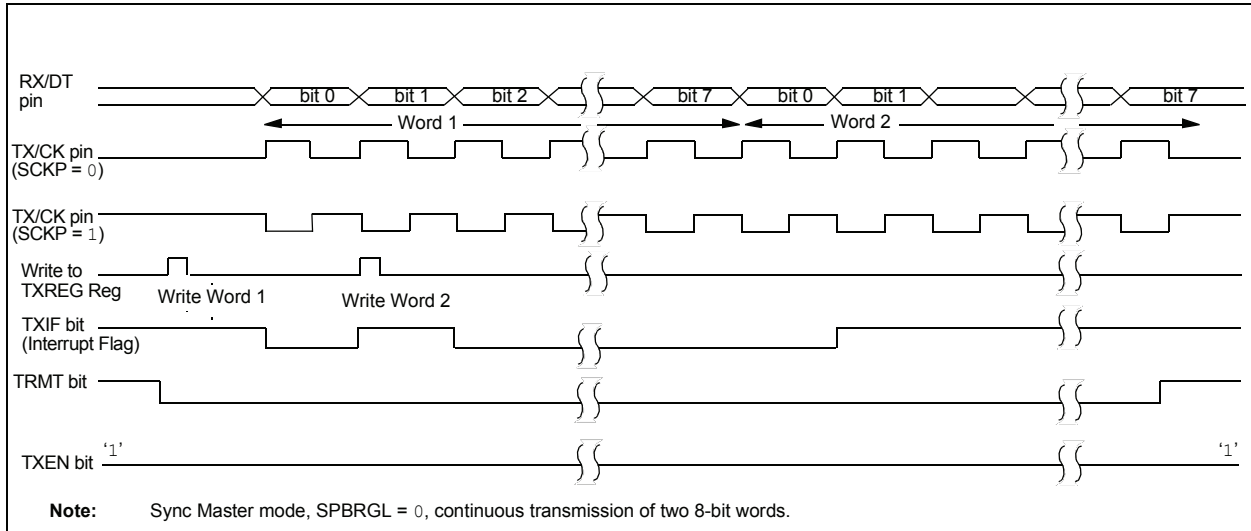 RX/DT
pin
bit 0 bit 1 bit 2 bit 7 bit 0 bit 1 bit 7
Word 1 Word 2
TX/CK pin
(SCKP = 0)
TX/CK pin
(SCKP = 1)
Write to
TXREG Reg
Write Word 1 Write Word 2
TXIF bit
(Interrupt Flag)
TRMT bit
‘1’ ‘1’
TXEN bit
Note: Sync Master mode, SPBRGL = 0, continuous transmission of two 8-bit words.